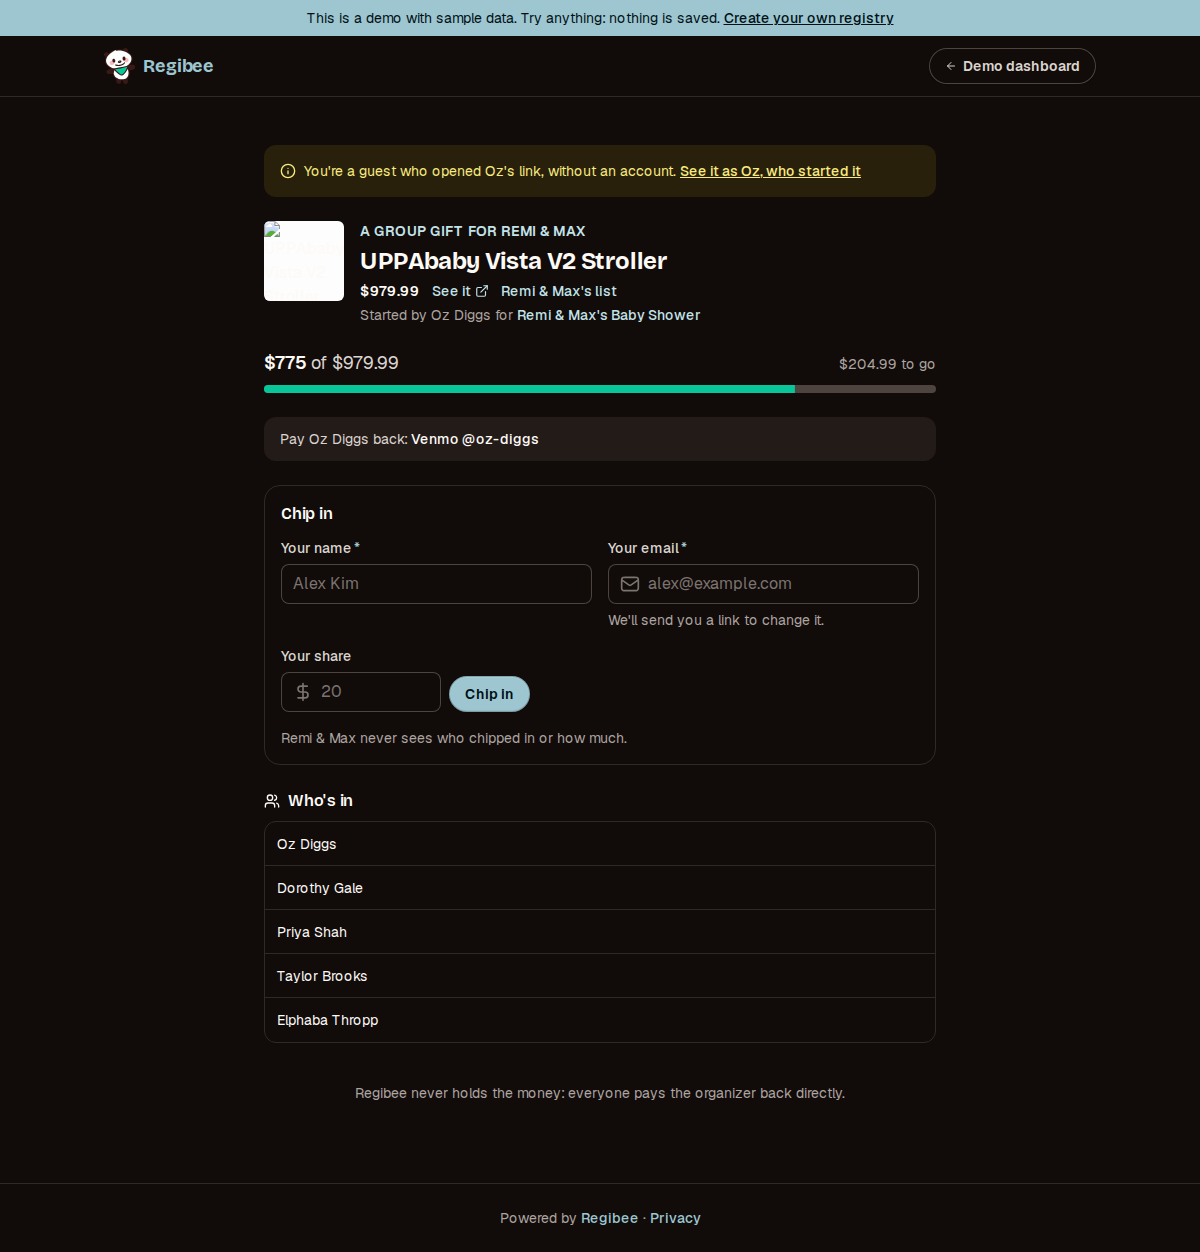 This is a demo with sample data. Try anything: nothing is saved. Create your own registry
Regibee
Demo dashboard
You're a guest who opened Oz's link, without an account. See it as Oz, who started it
A GROUP GIFT FOR REMI & MAX
UPPAbaby Vista V2 Stroller
$979.99 See it Remi & Max's list
Started by Oz Diggs for Remi & Max's Baby Shower
$775 of $979.99
$204.99 to go
Pay Oz Diggs back: Venmo @oz-diggs
Chip in
Your name *
Your email *
Alex Kim
alex@example.com
We'll send you a link to change it.
Your share
$ 20
Chip in
Remi & Max never sees who chipped in or how much.
Who's in
Oz Diggs
Dorothy Gale
Priya Shah
Taylor Brooks
Elphaba Thropp
Regibee never holds the money: everyone pays the organizer back directly.
Powered by Regibee · Privacy